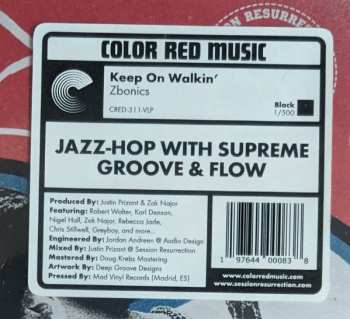 SESSION RESURRE
COLOR RED MUSIC
Keep On Walkin'
Zbonics
CRED-311-VLP
Black
1/500
JAZZ-HOP WITH SUPREME
GROOVE & FLOW
Produced By: Justin Prizant & Zak Najor
Featuring: Robert Walter, Karl Denson,
Nigel Hall, Zak Najor, Rebecca Jade,
Chris Stillwell, Greyboy, and more...
Engineered By: Jordan Andreen @ Audio Design
Mastering: Justin Prizant @ Session Resurrection
Mastered By: Doug Krebs Mastering
Artwork By: Deep Groove Designs
Pressed By: Mad Vinyl Records (Madrid, ES)
1 97644 00083 8
www.colorredmusic.com
www.sessionresurrection.com